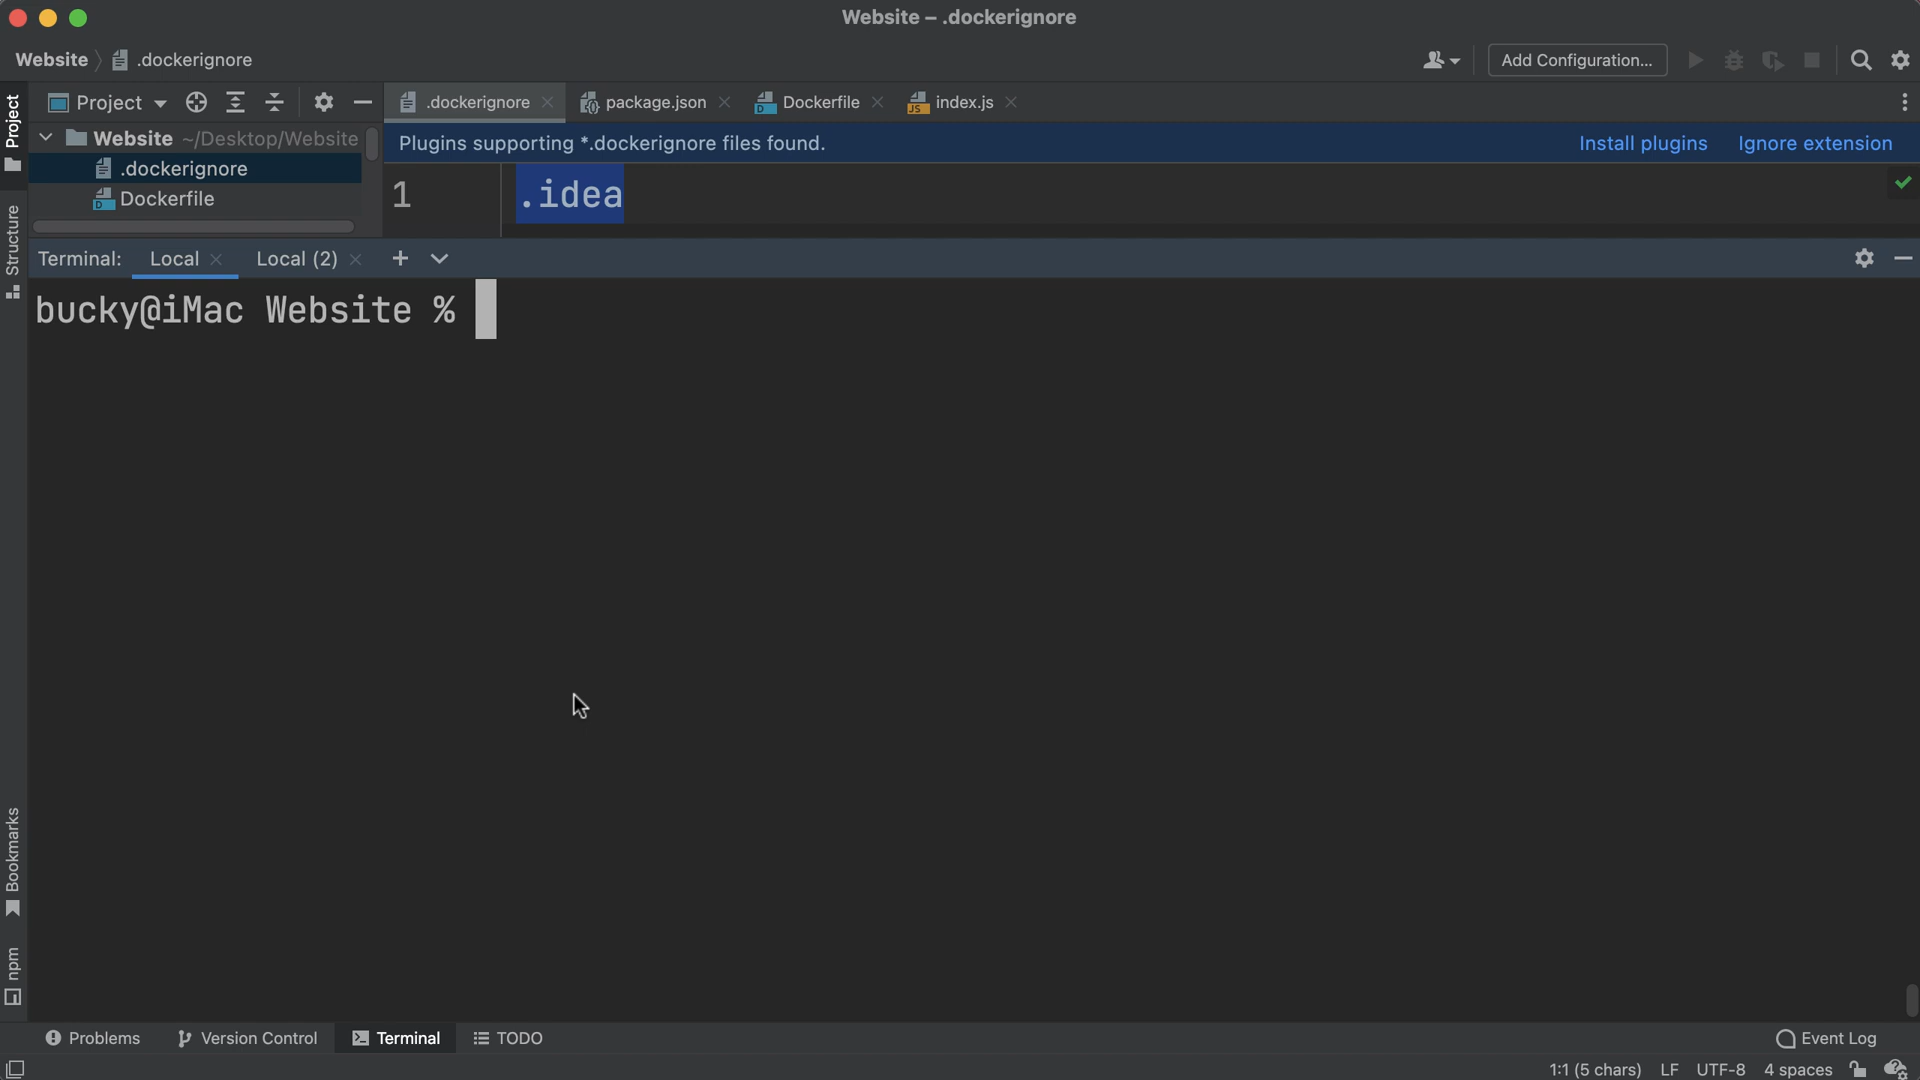 Website – .dockerignore
Website
.dockerignore
Add Configuration...
Project
.dockerignore
package.json
Dockerfile
index.js
Project
Website ~/Desktop/Website
.dockerignore
Dockerfile
Plugins supporting *.dockerignore files found.
Install plugins
Ignore extension
1
.idea
Structure
Terminal:
Local
Local (2)
bucky@iMac Website %
Bookmarks
npm
Problems
Version Control
Terminal
TODO
Event Log
1:1 (5 chars)
LF
UTF-8
4 spaces